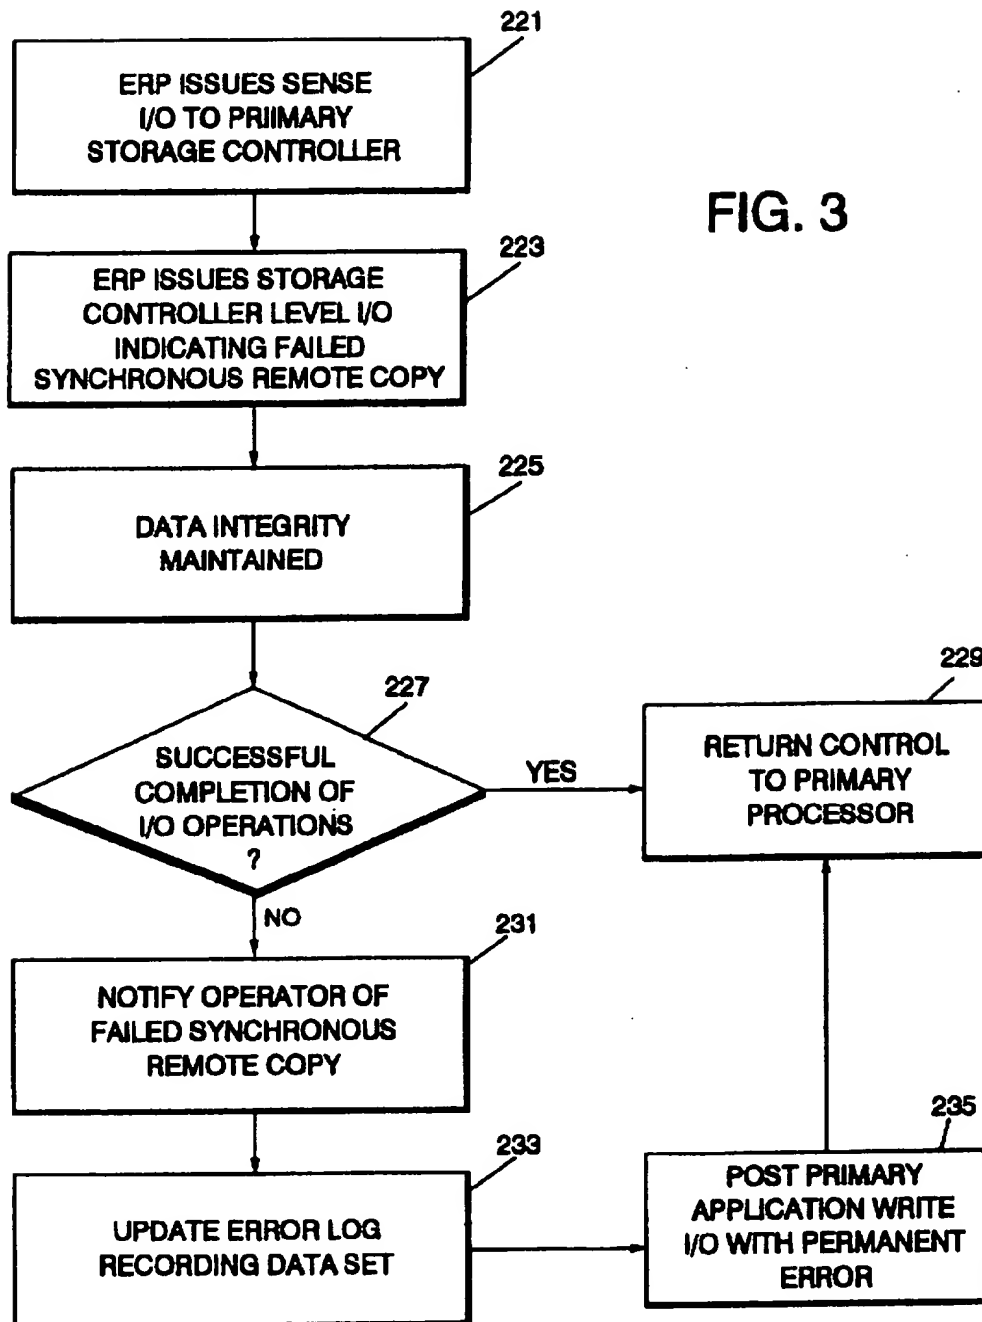 221
ERP ISSUES SENSE
I/O TO PRIIMARY
STORAGE CONTROLLER
FIG. 3
223
ERP ISSUES STORAGE
CONTROLLER LEVEL I/O
INDICATING FAILED
SYNCHRONOUS REMOTE COPY
225
DATA INTEGRITY
MAINTAINED
227
SUCCESSFUL
COMPLETION OF
I/O OPERATIONS
?
YES
229
RETURN CONTROL
TO PRIMARY
PROCESSOR
NO
231
NOTIFY OPERATOR OF
FAILED SYNCHRONOUS
REMOTE COPY
233
UPDATE ERROR LOG
RECORDING DATA SET
235
POST PRIMARY
APPLICATION WRITE
I/O WITH PERMANENT
ERROR